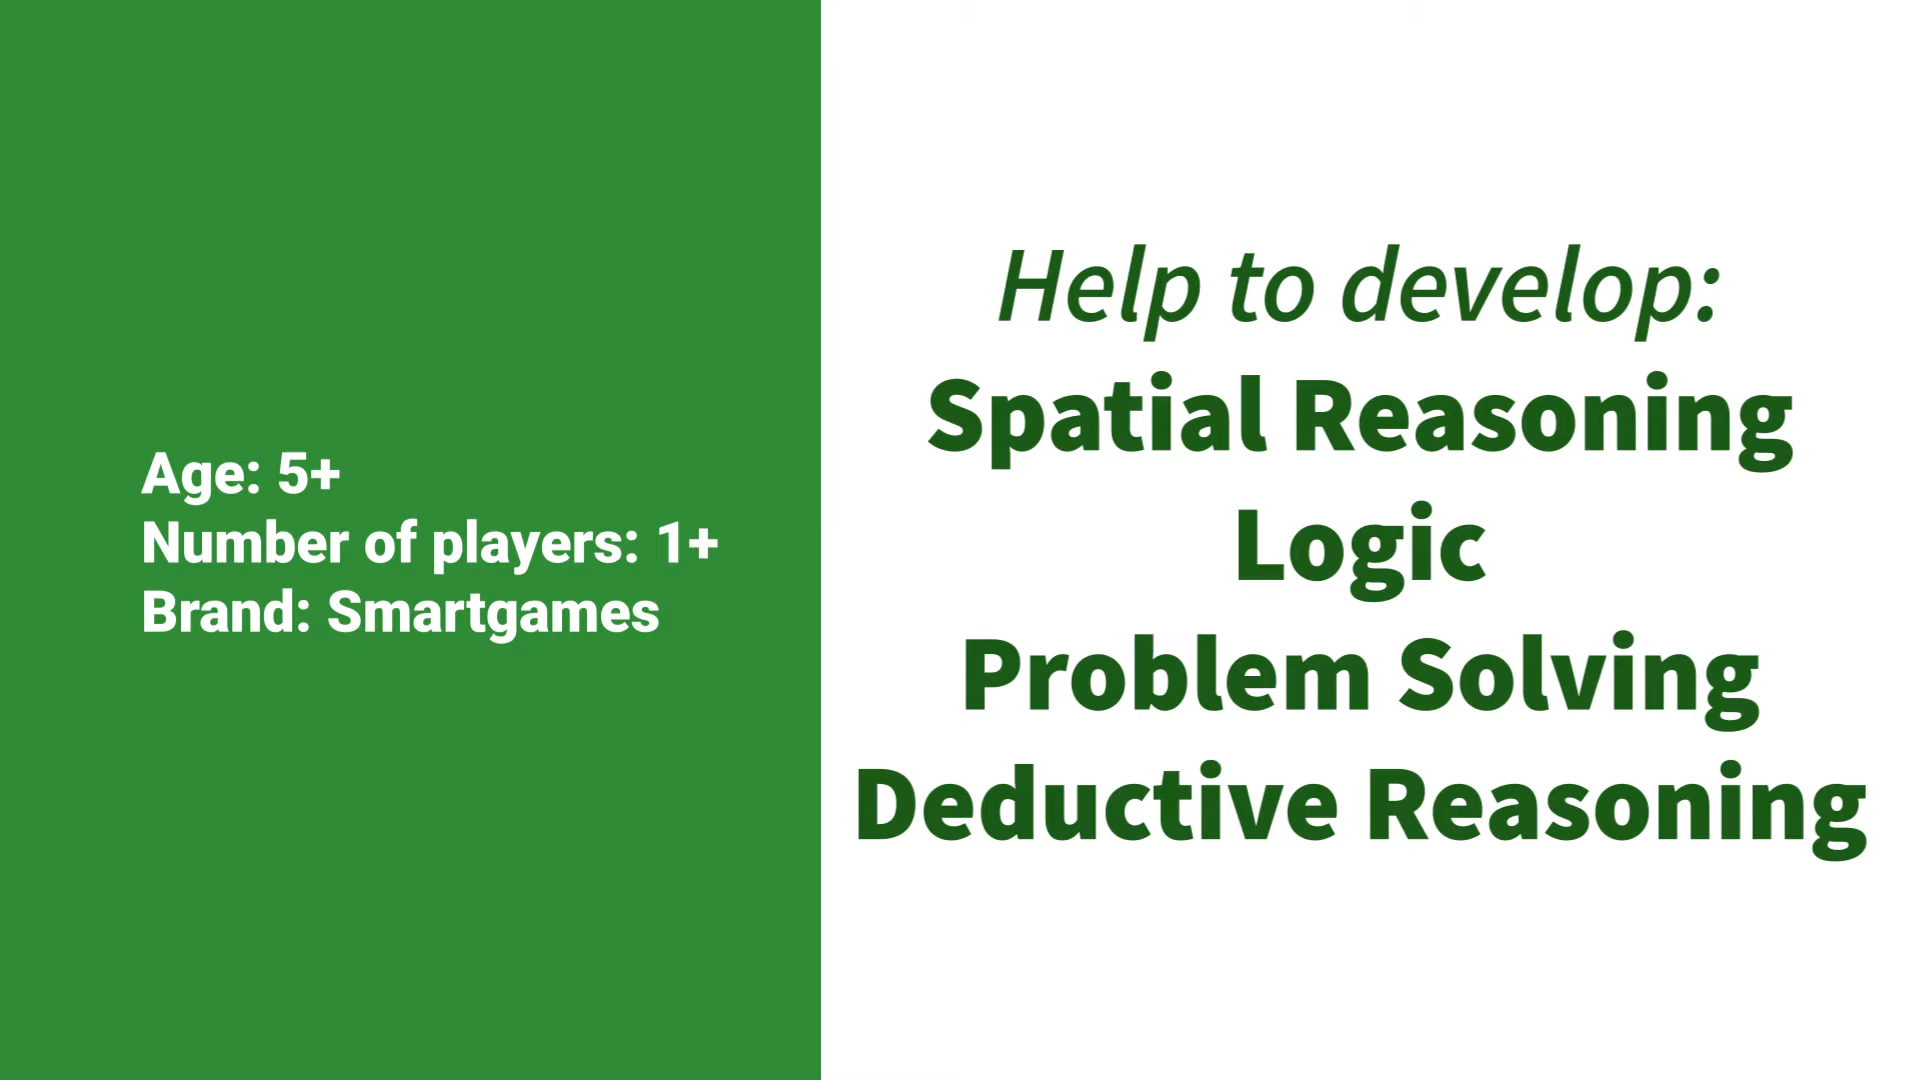 Age: 5+
Number of players: 1+
Brand: Smartgames
Help to develop:
Spatial Reasoning
Logic
Problem Solving
Deductive Reasoning